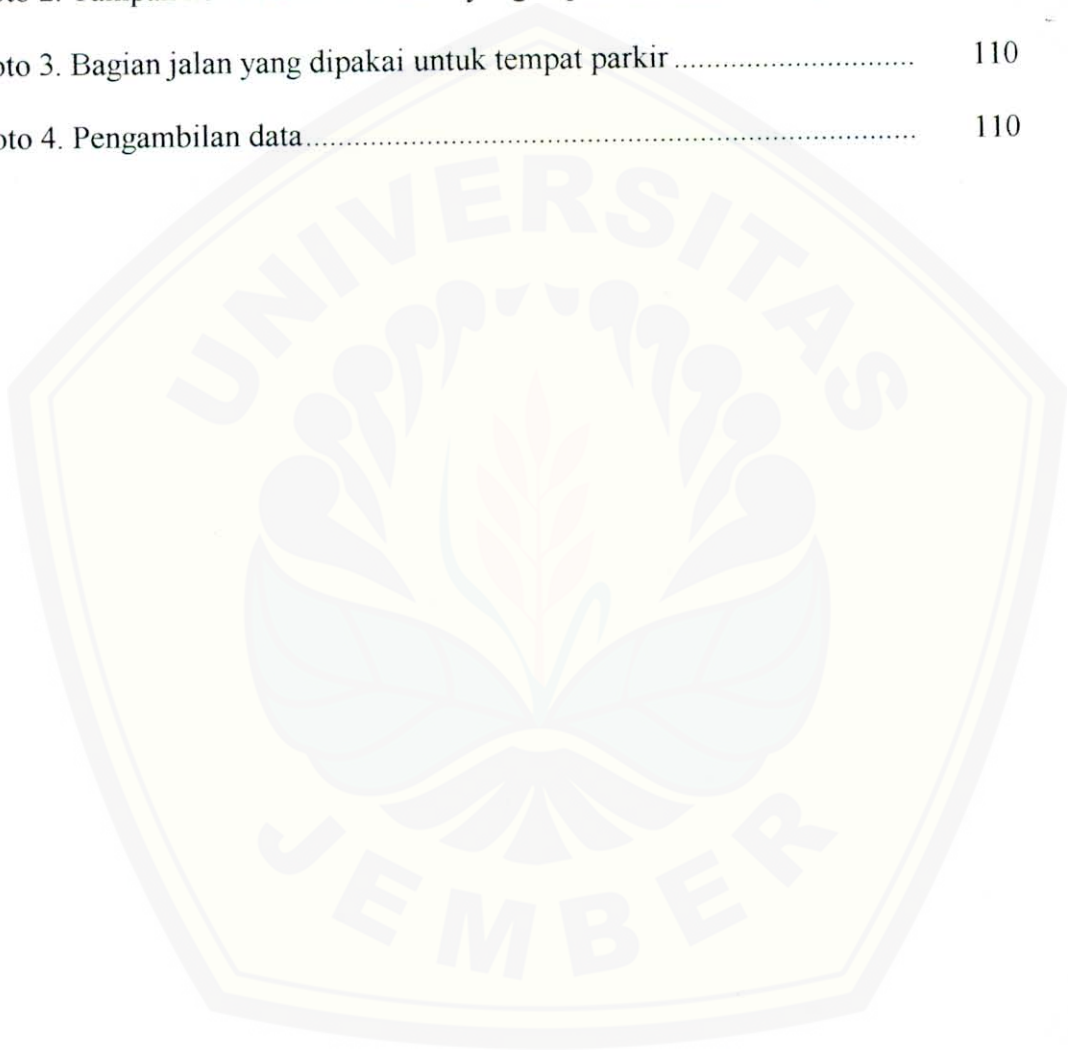 oto 3. Bagian jalan yang dipakai untuk tempat parkir ............................ 110
oto 4. Pengambilan data........................................................................ 110
UNIVERSITAS
JEMBER